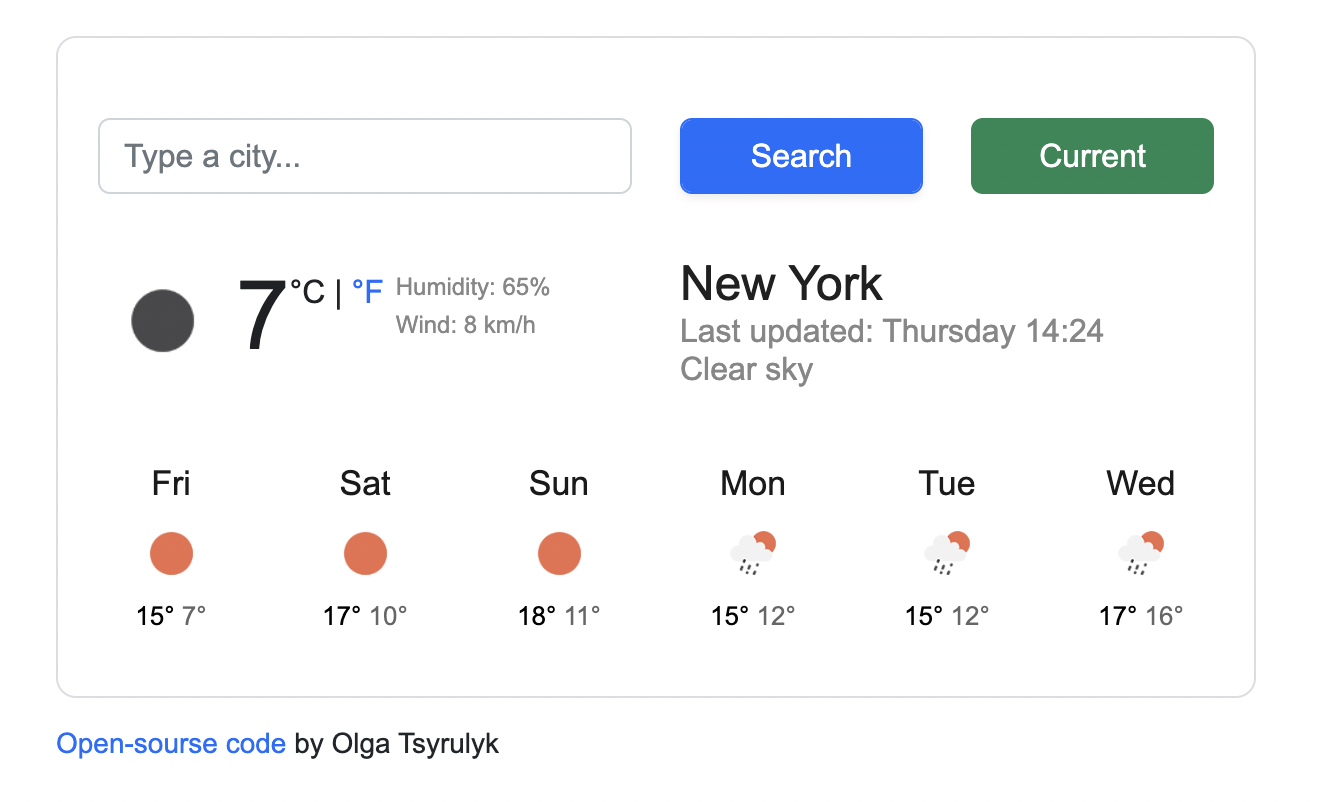 Type a city...
Search
Current
7 °C | °F
Humidity: 65%
Wind: 8 km/h
New York
Last updated: Thursday 14:24
Clear sky
Fri Sat Sun Mon Tue Wed
15° 7° 17° 10° 18° 11° 15° 12° 15° 12° 17° 16°
Open-sourse code by Olga Tsyrulyk